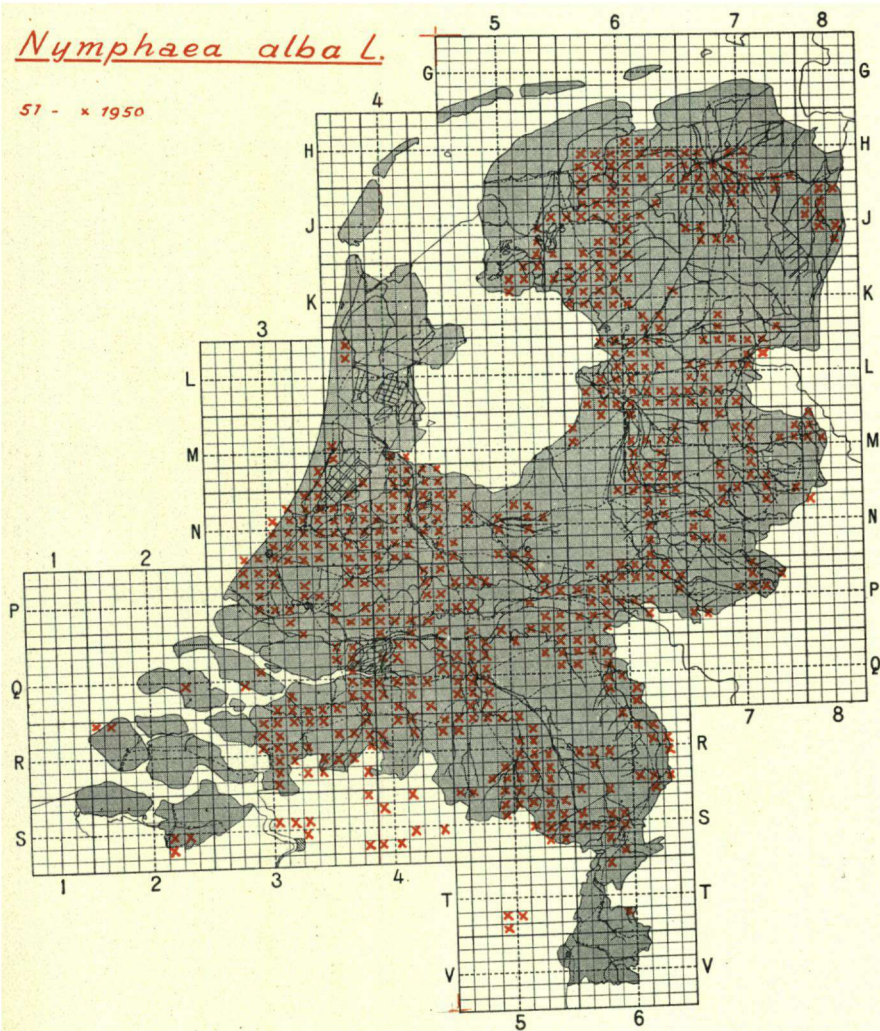 Nymphaea alba L.
51 - x 1950
5 6 7 8
G G
4
H H
J J
K K
3
L L
M M
N N
1 2
P P
Q Q
7 8
R R
S S
1 2 3 4
T T
V V
5 6